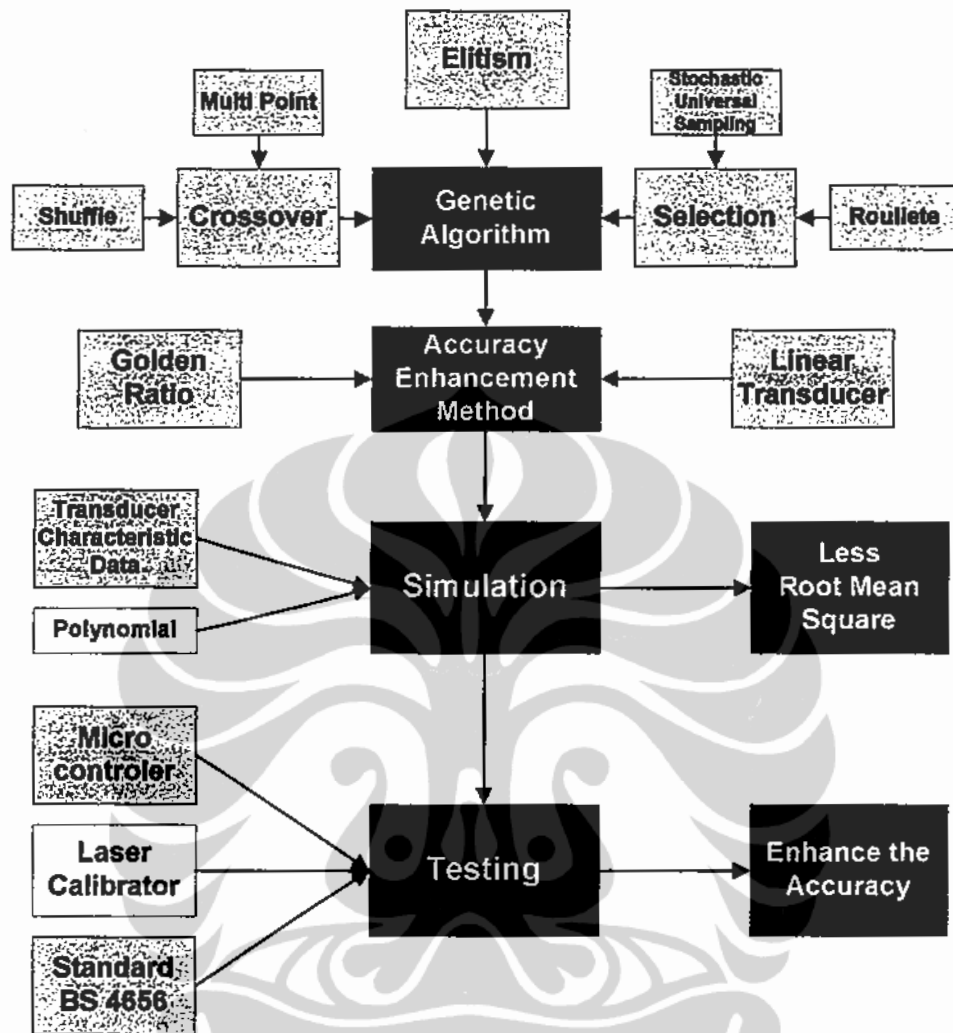 Elitism
Multi Point
Stochastic
Universal
Sampling
Shuffle
Crossover
Genetic
Algorithm
Selection
Roullete
Golden
Ratio
Accuracy
Enhancement
Method
Linear
Transducer
Transducer
Characteristic
Data
Polynomial
Simulation
Less
Root Mean
Square
Micro
controler
Laser
Calibrator
Standard
BS 4656
Testing
Enhance the
Accuracy